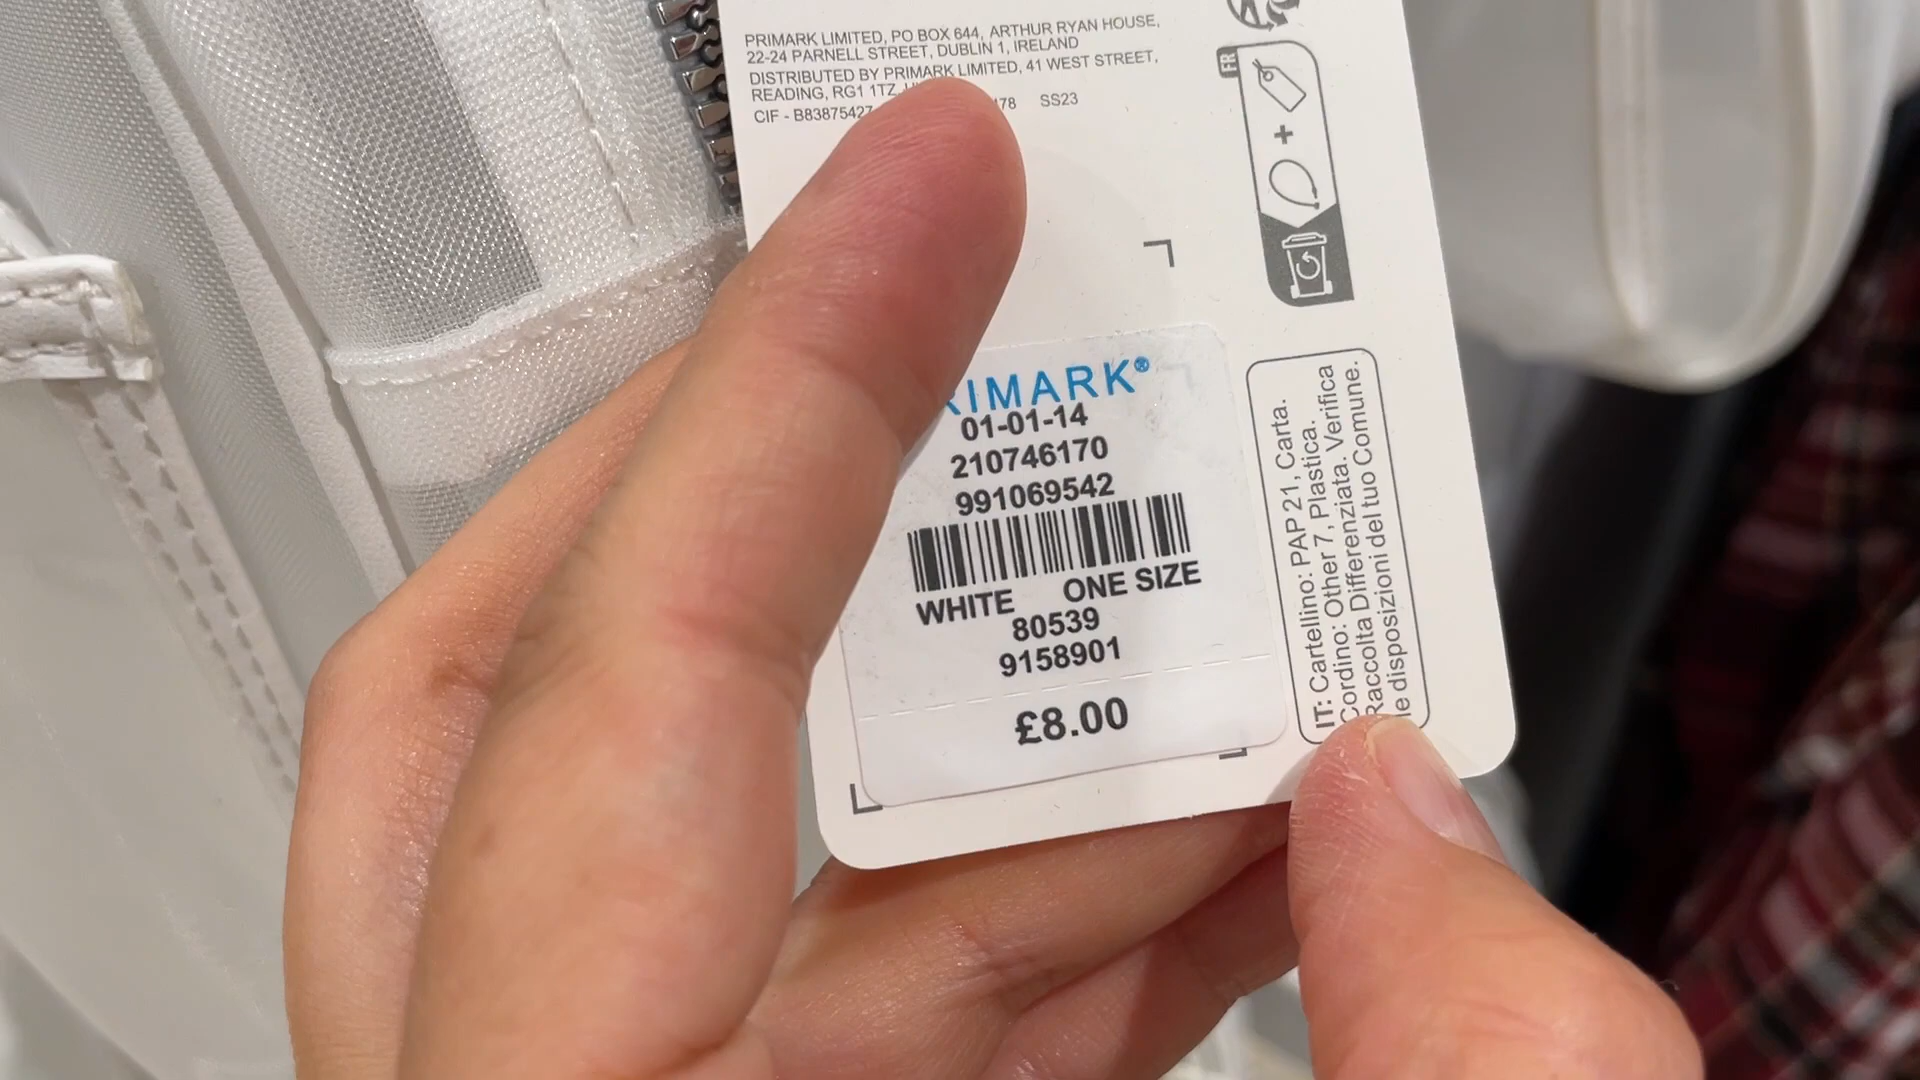 PRIMARK LIMITED, PO BOX 644, ARTHUR RYAN HOUSE,
22-24 PARNELL STREET, DUBLIN 1, IRELAND
DISTRIBUTED BY PRIMARK LIMITED, 41 WEST STREET,
READING, RG1 1TZ,
CIF - B83875427 178 SS23
FR
+
RIMARK®
01-01-14
210746170
991069542
WHITE ONE SIZE
80539
9158901
£8.00
IT: Cartellino: PAP 21, Carta.
Cordino: Other 7, Plastica.
Raccolta Differenziata. Verifica
le disposizioni del tuo Comune.